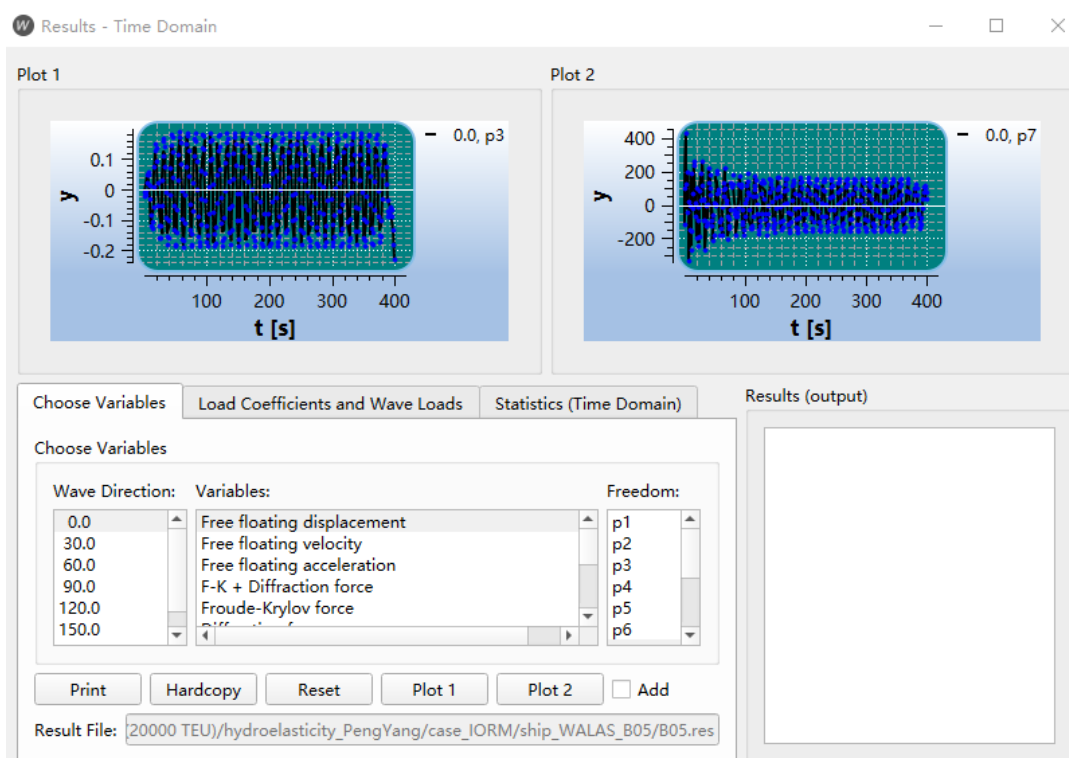 Results - Time Domain
Plot 1
Plot 2
0.0, p3
0.1
0
-0.1
-0.2
y
100 200 300 400
t [s]
0.0, p7
400
200
0
-200
y
100 200 300 400
t [s]
Choose Variables
Load Coefficients and Wave Loads
Statistics (Time Domain)
Results (output)
Choose Variables
Wave Direction:
Variables:
Freedom:
0.0
30.0
60.0
90.0
120.0
150.0
Free floating displacement
Free floating velocity
Free floating acceleration
F-K + Diffraction force
Froude-Krylov force
p1
p2
p3
p4
p5
p6
Print
Hardcopy
Reset
Plot 1
Plot 2
Add
Result File:
(20000 TEU)/hydroelasticity_PengYang/case_IORM/ship_WALAS_B05/B05.res